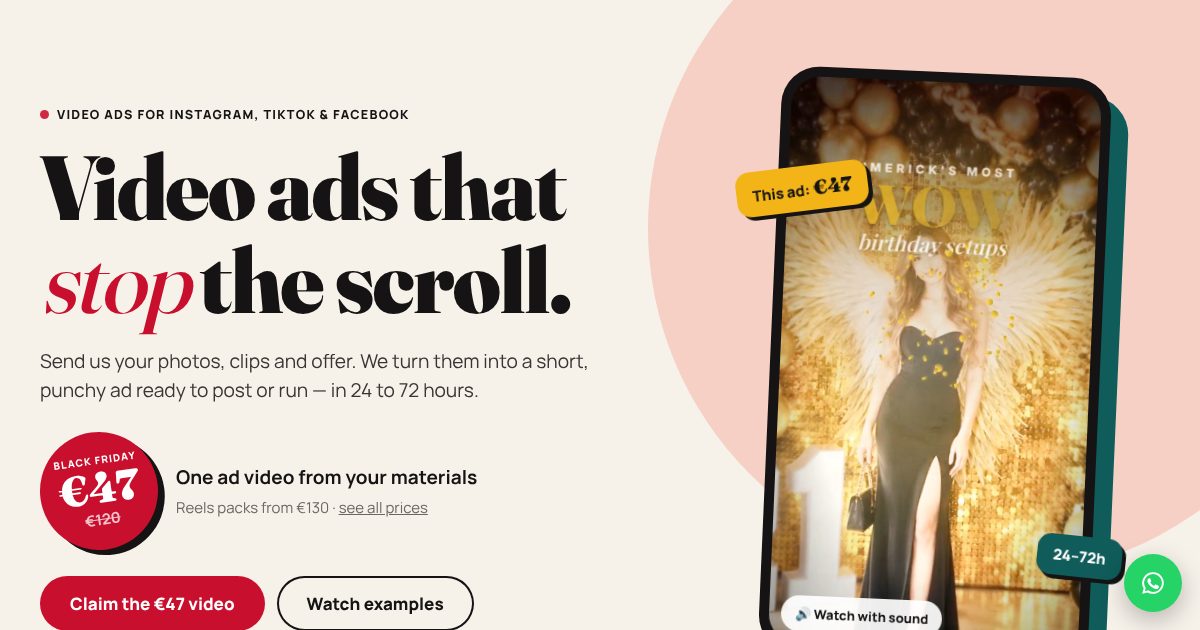 VIDEO ADS FOR INSTAGRAM, TIKTOK & FACEBOOK
Video ads that
stop the scroll.
Send us your photos, clips and offer. We turn them into a short,
punchy ad ready to post or run — in 24 to 72 hours.
BLACK FRIDAY
€47
€120
One ad video from your materials
Reels packs from €130 · see all prices
Claim the €47 video
Watch examples
This ad: €47
MERICK'S MOST
WOW
birthday setups
24–72h
🔊 Watch with sound